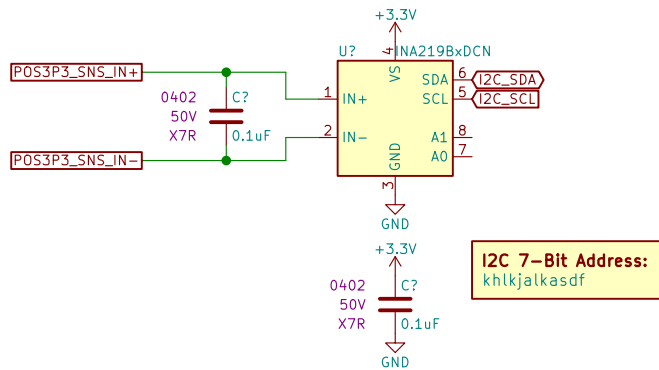 +3.3V
U?
INA219BxDCN
4
VS
POS3P3_SNS_IN+
SDA
6
I2C_SDA
0402
C?
1
IN+
SCL
5
I2C_SCL
50V
X7R
0.1uF
2
IN-
A1
8
POS3P3_SNS_IN-
GND
A0
7
3
GND
+3.3V
I2C 7-Bit Address:
khlkjalkasdf
0402
C?
50V
X7R
0.1uF
GND